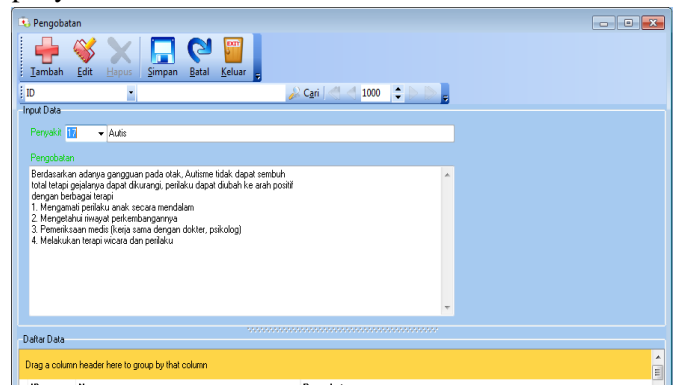 Pengobatan
EXIT
Tambah Edit Hapus Simpan Batal Keluar
ID Cari 1000
Input Data
Penyakit 17 Autis
Pengobatan
Berdasarkan adanya gangguan pada otak, Autisme tidak dapat sembuh
total tetapi gejalanya dapat dikurangi, perilaku dapat diubah ke arah positif
dengan berbagai terapi
1. Mengamati perilaku anak secara mendalam
2. Mengetahui riwayat perkembangannya
3. Pemeriksaan medis (kerja sama dengan dokter, psikolog)
4. Melakukan terapi wicara dan perilaku
Daftar Data
Drag a column header here to group by that column